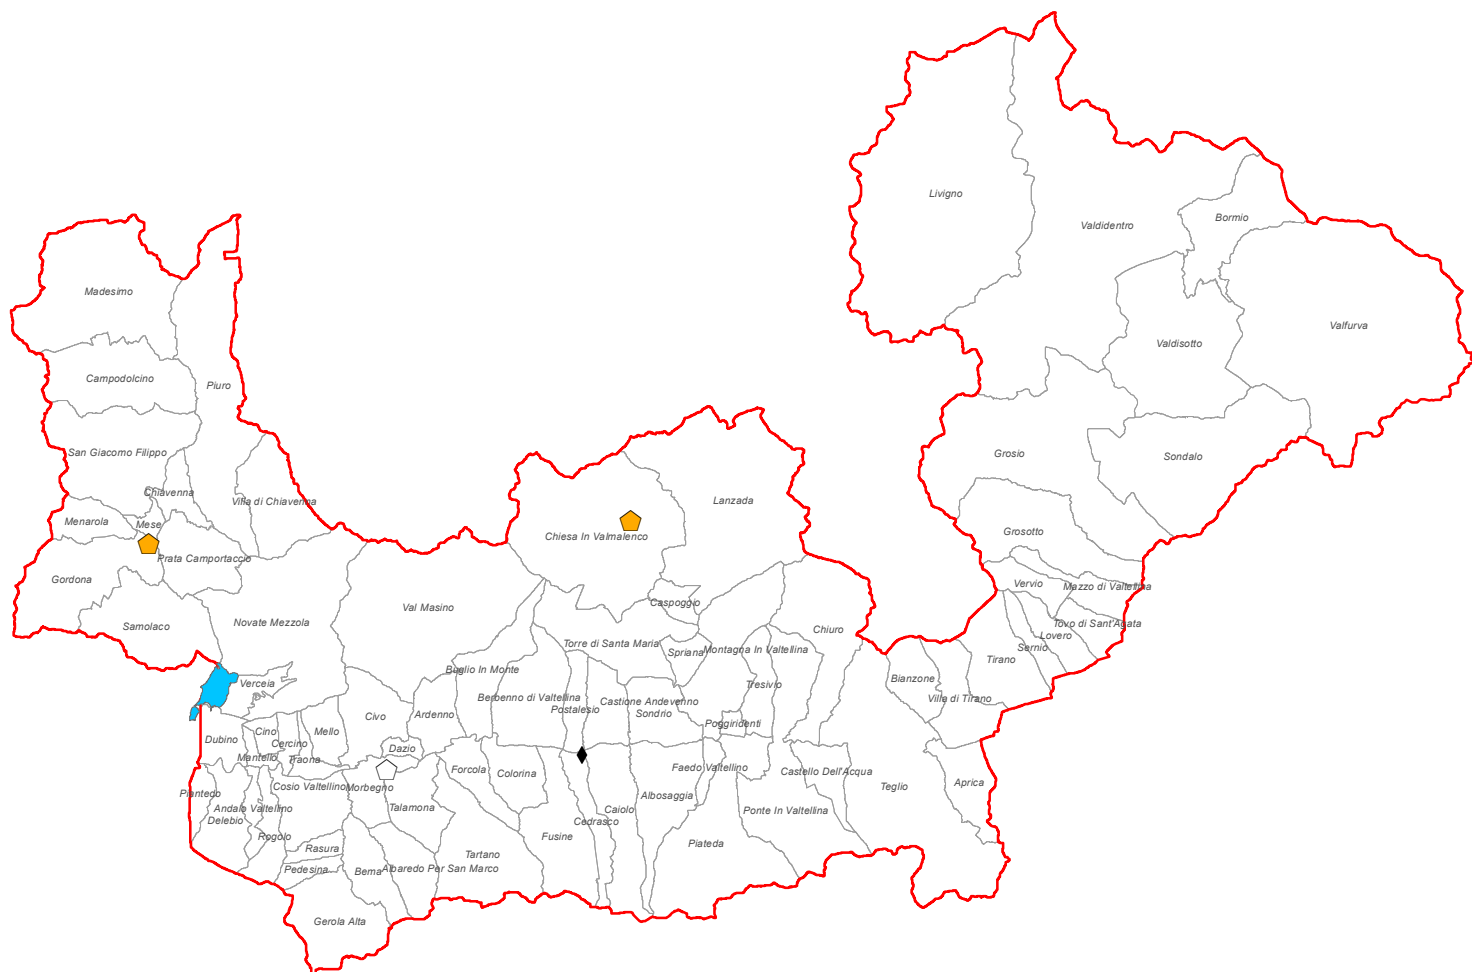 Livigno
Bormio
Valdidentro
Madesimo
Valfurva
Valdisotto
Campodolcino
Piuro
San Giacomo Filippo
Grosio
Sondalo
Chiavenna
Villa di Chiavenna
Lanzada
Menarola
Mese
Grosotto
Chiesa In Valmalenco
Prata Camportaccio
Gordona
Vervio
Mazzo di Valtellina
Caspoggio
Val Masino
Samolaco
Novate Mezzola
Chiuro
Tovo di Sant'Agata
Lovero
Torre di Santa Maria
Sernio
Spriana
Montagna In Valtellina
Tirano
Buglio In Monte
Bianzone
Verceia
Tresivio
Berbenno di Valtellina
Villa di Tirano
Castione Andevenno
Postalesio
Sondrio
Civo
Ardenno
Poggiridenti
Cino
Mello
Dubino
Cercino
Dazio
Mantello
Traona
Faedo Valtellino
Forcola
Colorina
Castello Dell'Acqua
Aprica
Cosio Valtellino
Morbegno
Teglio
Piantedo
Albosaggia
Andalo Valtellino
Talamona
Caiolo
Ponte In Valtellina
Delebio
Cedrasco
Rogolo
Fusine
Piateda
Rasura
Tartano
Pedesina
Bema
Albaredo Per San Marco
Gerola Alta